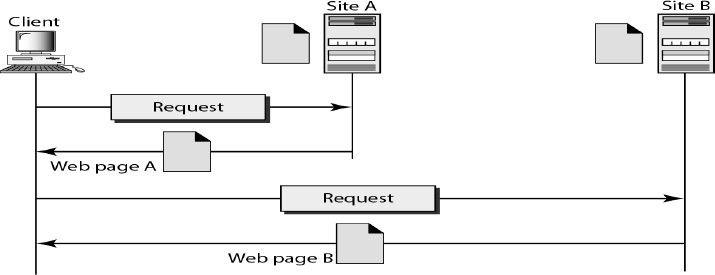 Client
Site A
Site B
Request
Web page A
Request
Web page B